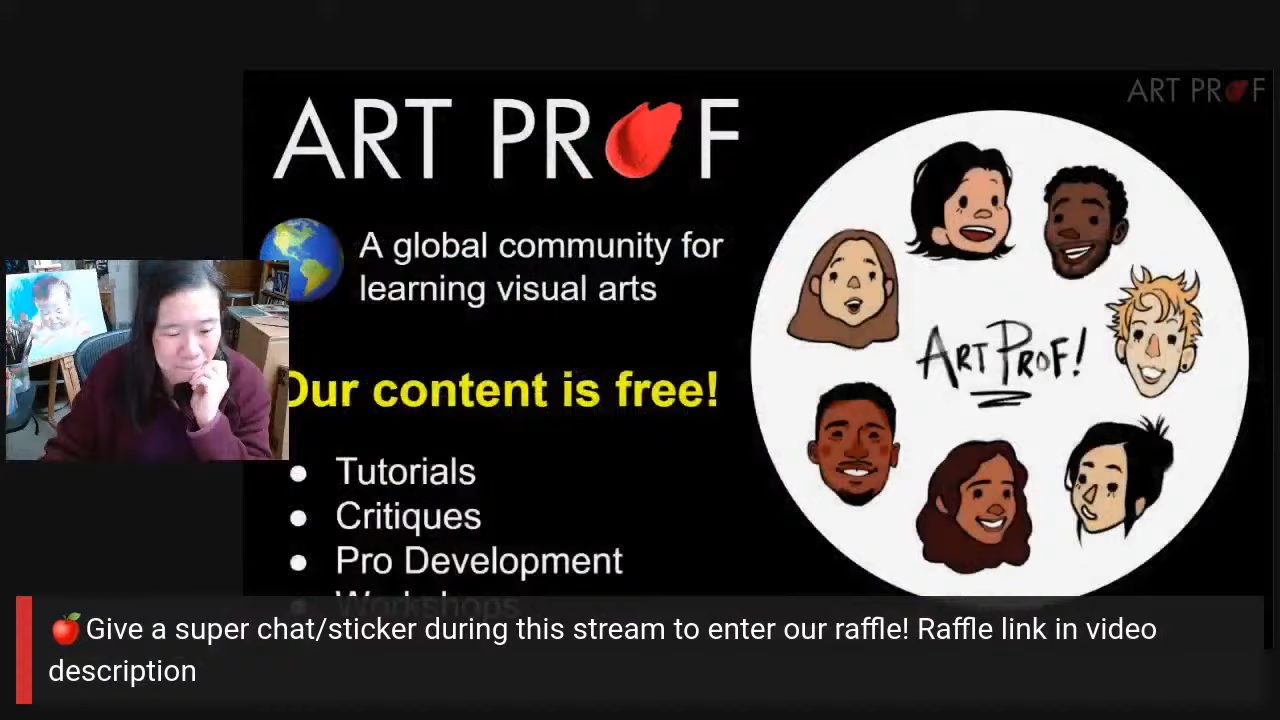 ART PROF
ART PROF
A global community for
learning visual arts
Our content is free!
ART PROF!
● Tutorials
● Critiques
● Pro Development
● Workshops
🍎Give a super chat/sticker during this stream to enter our raffle! Raffle link in video
description